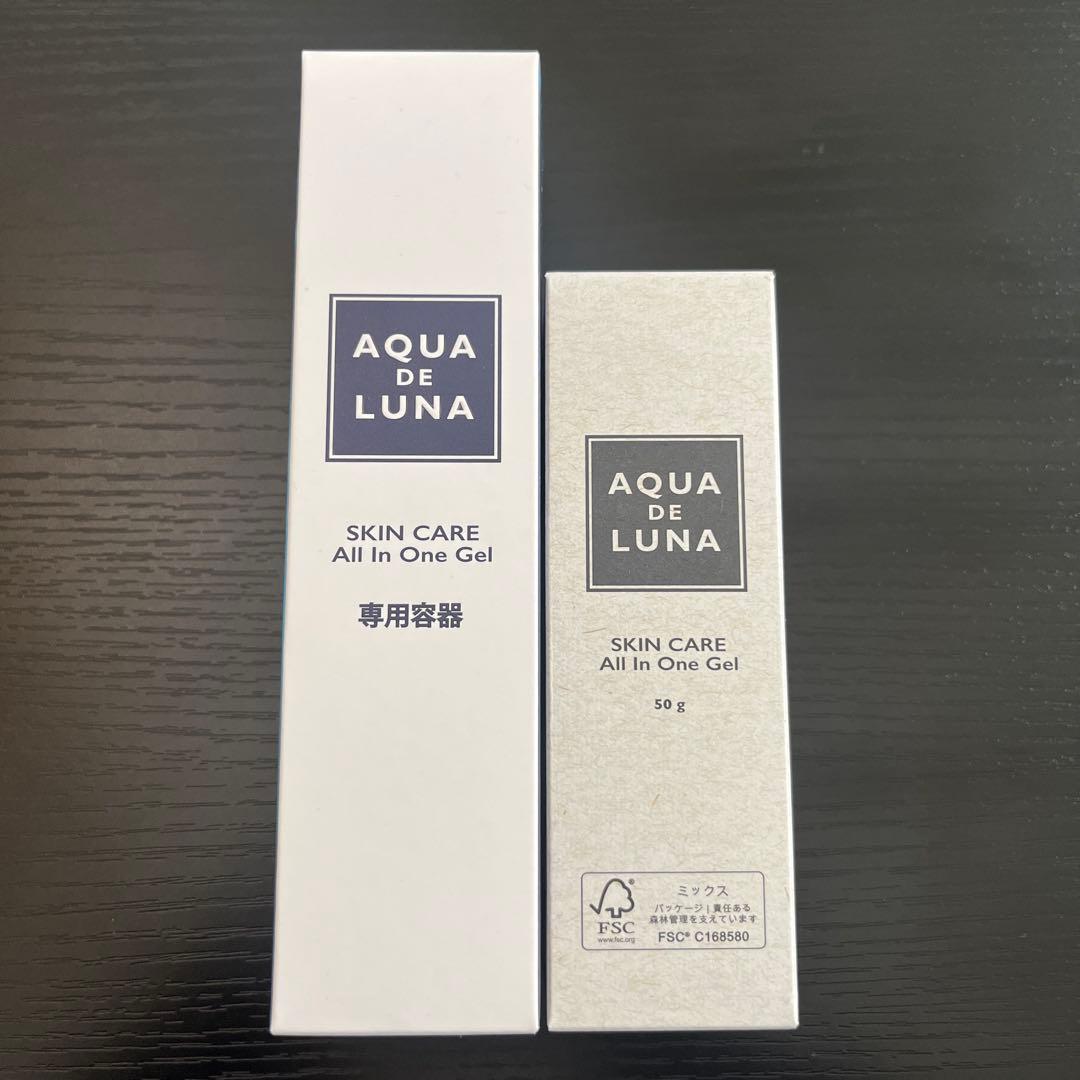 AQUA
DE
LUNA
SKIN CARE
All In One Gel
専用容器
AQUA
DE
LUNA
SKIN CARE
All In One Gel
50 g
FSC
www.fsc.org
ミックス
パッケージ | 責任ある
森林管理を支えています
FSC® C168580